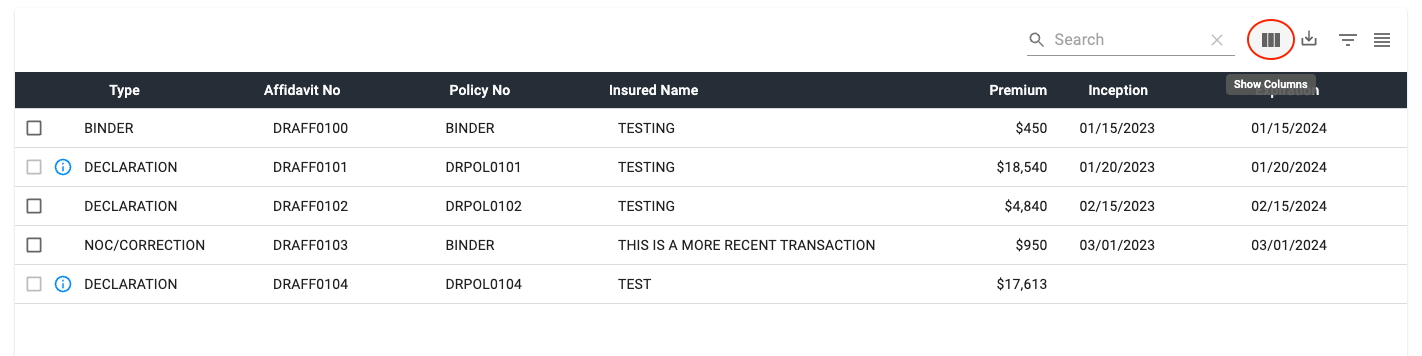 Search
Type Affidavit No Policy No Insured Name Premium Inception
Show Columns
BINDER DRAFF0100 BINDER TESTING $450 01/15/2023 01/15/2024
DECLARATION DRAFF0101 DRPOL0101 TESTING $18,540 01/20/2023 01/20/2024
DECLARATION DRAFF0102 DRPOL0102 TESTING $4,840 02/15/2023 02/15/2024
NOC/CORRECTION DRAFF0103 BINDER THIS IS A MORE RECENT TRANSACTION $950 03/01/2023 03/01/2024
DECLARATION DRAFF0104 DRPOL0104 TEST $17,613